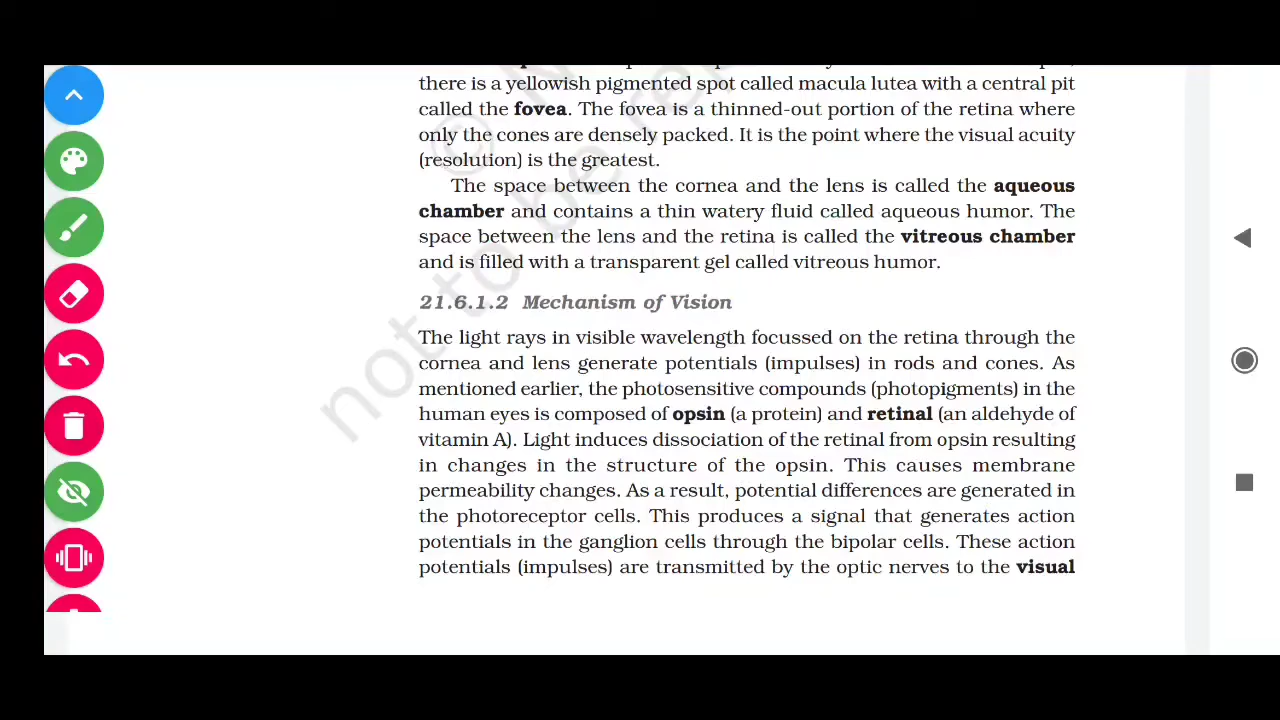 there is a yellowish pigmented spot called macula lutea with a central pit
called the fovea. The fovea is a thinned-out portion of the retina where
only the cones are densely packed. It is the point where the visual acuity
(resolution) is the greatest.
The space between the cornea and the lens is called the aqueous
chamber and contains a thin watery fluid called aqueous humor. The
space between the lens and the retina is called the vitreous chamber
and is filled with a transparent gel called vitreous humor.
21.6.1.2 Mechanism of Vision
The light rays in visible wavelength focussed on the retina through the
cornea and lens generate potentials (impulses) in rods and cones. As
mentioned earlier, the photosensitive compounds (photopigments) in the
human eyes is composed of opsin (a protein) and retinal (an aldehyde of
vitamin A). Light induces dissociation of the retinal from opsin resulting
in changes in the structure of the opsin. This causes membrane
permeability changes. As a result, potential differences are generated in
the photoreceptor cells. This produces a signal that generates action
potentials in the ganglion cells through the bipolar cells. These action
potentials (impulses) are transmitted by the optic nerves to the visual
©
not to be rep